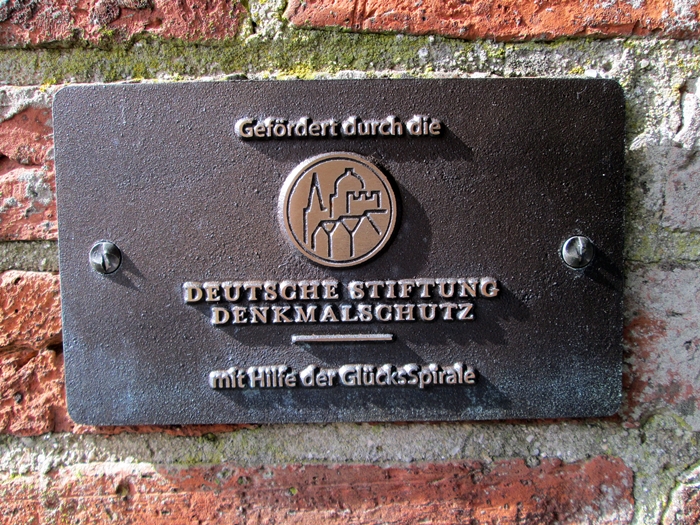 Gefördert durch die
DEUTSCHE STIFTUNG
DENKMALSCHUTZ
mit Hilfe der GlücksSpirale